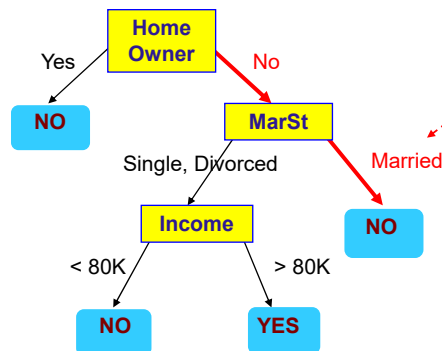 Home
Owner
Yes
No
NO
MarSt
Single, Divorced
Married
Income
NO
< 80K
> 80K
NO
YES